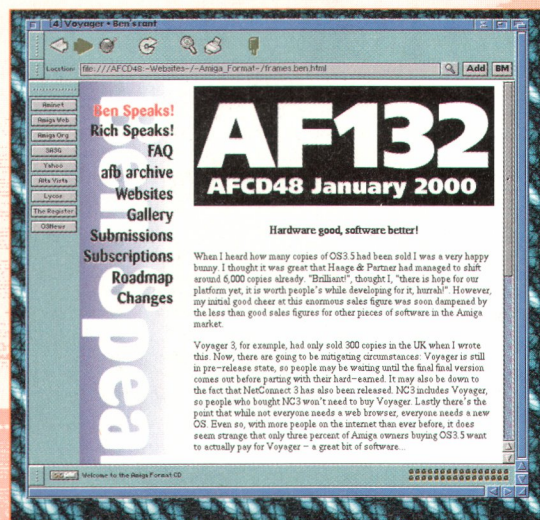 [4] Voyager • Ben's rant
Location: file:///AFCD48:-Websites-/-Amiga_Format-/frames.ben.html
Add
BM
Aminet
Amiga Web
Amiga Org
SASG
Yahoo
Alta Vista
Lycos
The Register
OSNews
Ben Speaks!
Rich Speaks!
FAQ
afb archive
Websites
Gallery
Submissions
Subscriptions
Roadmap
Changes
Ben Spea
AF132
AFCD48 January 2000
Hardware good, software better!
When I heard how many copies of OS3.5 had been sold I was a very happy
bunny. I thought it was great that Haage & Partner had managed to shift
around 6,000 copies already. "Brilliant!", thought I, "there is hope for our
platform yet, it is worth people's while developing for it, hurrah!". However,
my initial good cheer at this enormous sales figure was soon dampened by
the less than good sales figures for other pieces of software in the Amiga
market.
Voyager 3, for example, had only sold 300 copies in the UK when I wrote
this. Now, there are going to be mitigating circumstances: Voyager is still
in pre-release state, so people may be waiting until the final final version
comes out before parting with their hard-earned. It may also be down to
the fact that NetConnect 3 has also been released. NC3 includes Voyager,
so people who bought NC3 won't need to buy Voyager. Lastly there's the
point that while not everyone needs a web browser, everyone needs a new
OS. Even so, with more people on the internet than ever before, it does
seem strange that only three percent of Amiga owners buying OS3.5 want
to actually pay for Voyager - a great bit of software...
Welcome to the Amiga Format CD